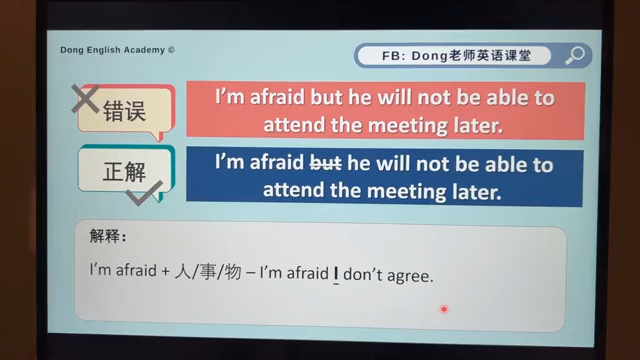 Dong English Academy ©
FB: Dong老师英语课堂
错误
I'm afraid but he will not be able to
attend the meeting later.
正解
I'm afraid but he will not be able to
attend the meeting later.
解释:
I'm afraid + 人/事/物 – I'm afraid I don't agree.